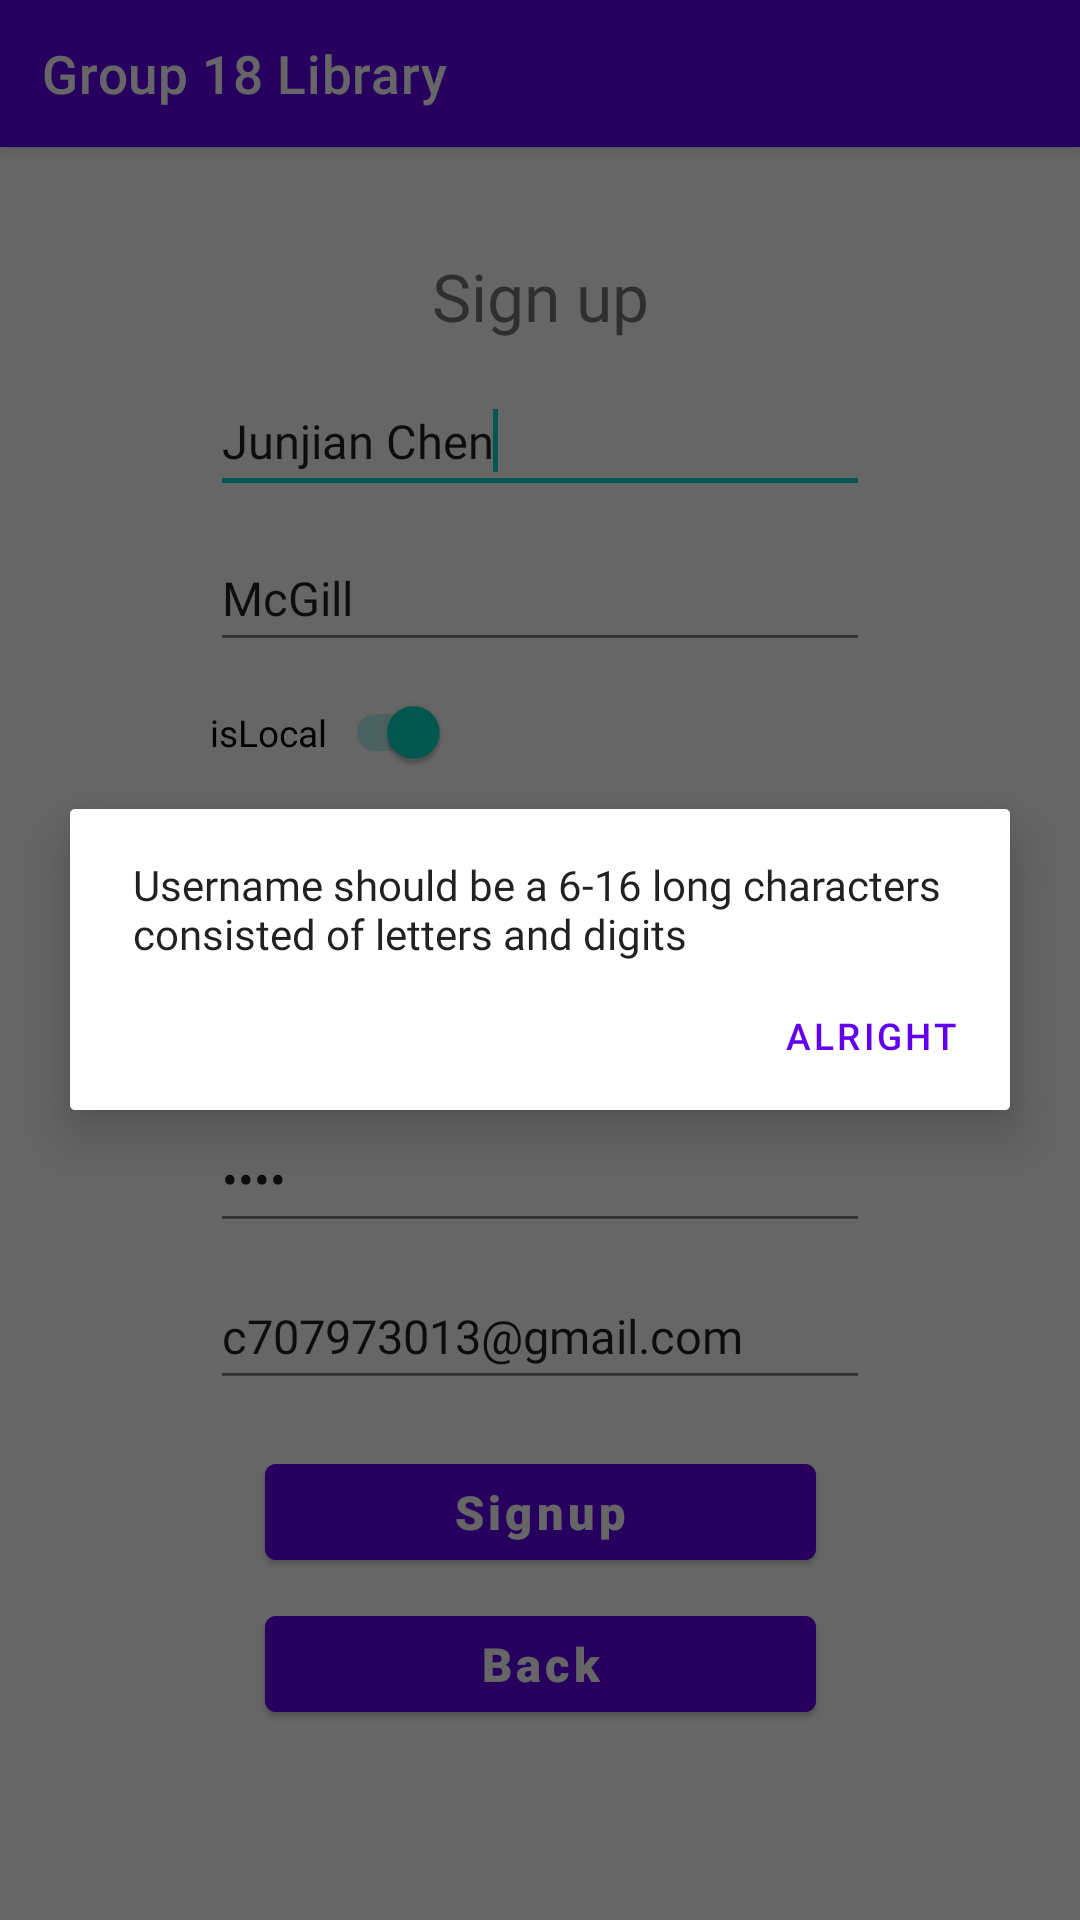 Group 18 Library
Sign up
Junjian Chen
McGill
isLocal
Username should be a 6-16 long characters
consisted of letters and digits
ALRIGHT
••••
c707973013@gmail.com
Signup
Back